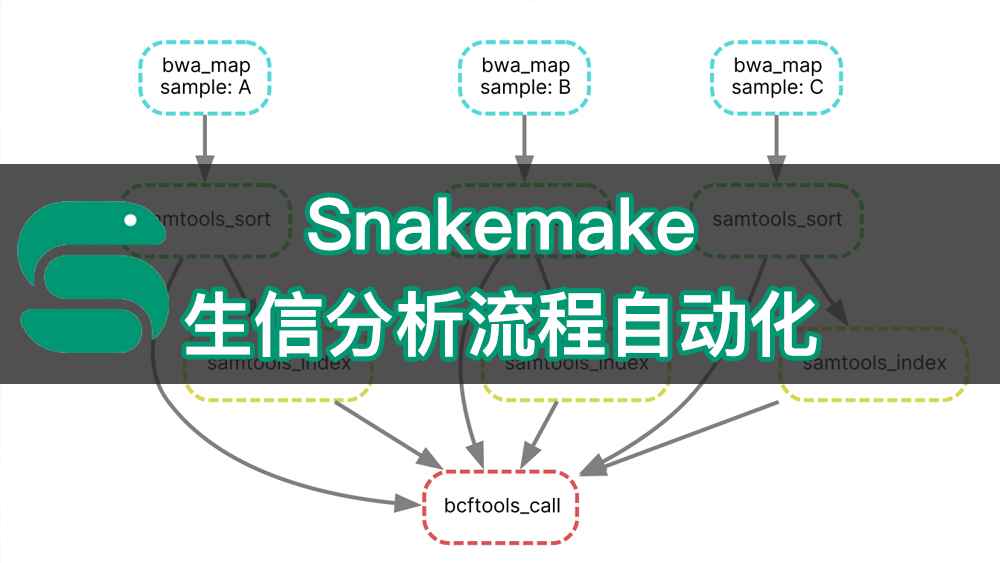 bwa_map
sample: A
bwa_map
sample: B
bwa_map
sample: C
samtools_sort
samtools_sort
Snakemake
生信分析流程自动化
samtools_index
samtools_index
samtools_index
bcftools_call